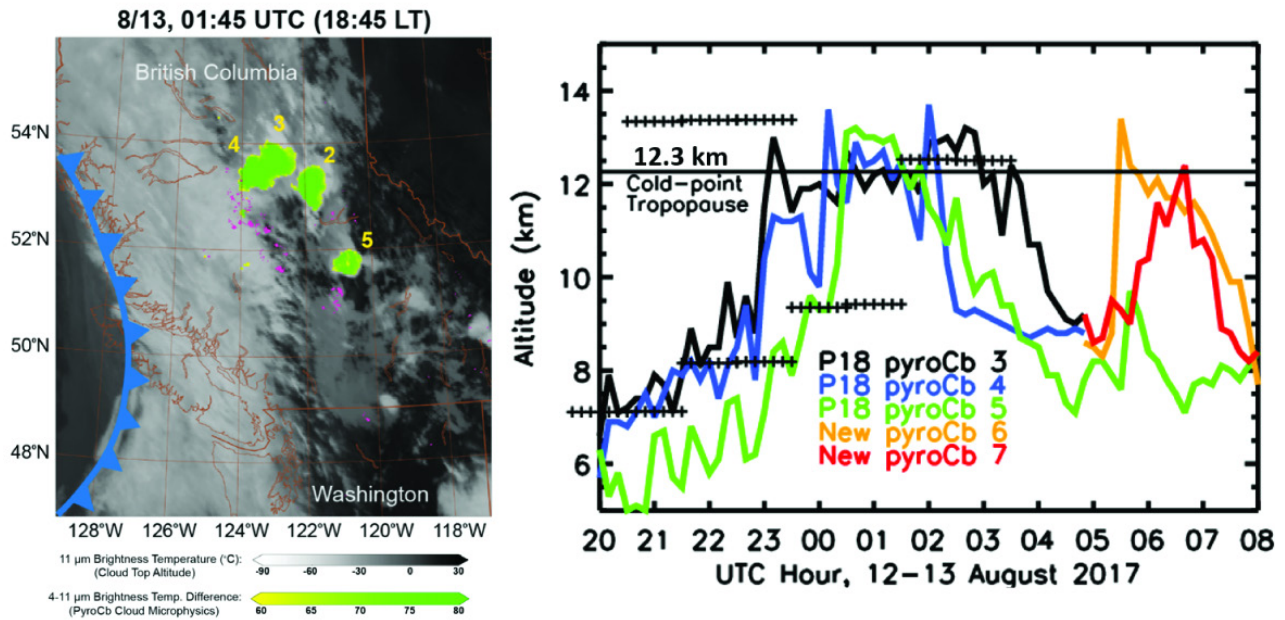 8/13, 01:45 UTC (18:45 LT)
British Columbia
54°N
52°N
50°N
48°N
4
3
2
5
Washington
128°W
126°W
124°W
122°W
120°W
118°W
11 µm Brightness Temperature (°C):
(Cloud Top Altitude)
-90
-60
-30
0
30
4-11 µm Brightness Temp. Difference:
(PyroCb Cloud Microphysics)
60
65
70
75
80
Altitude (km)
14
12
10
8
6
12.3 km
Cold-point
Tropopause
P18 pyroCb 3
P18 pyroCb 4
P18 pyroCb 5
New pyroCb 6
New pyroCb 7
20
21
22
23
00
01
02
03
04
05
06
07
08
UTC Hour, 12-13 August 2017